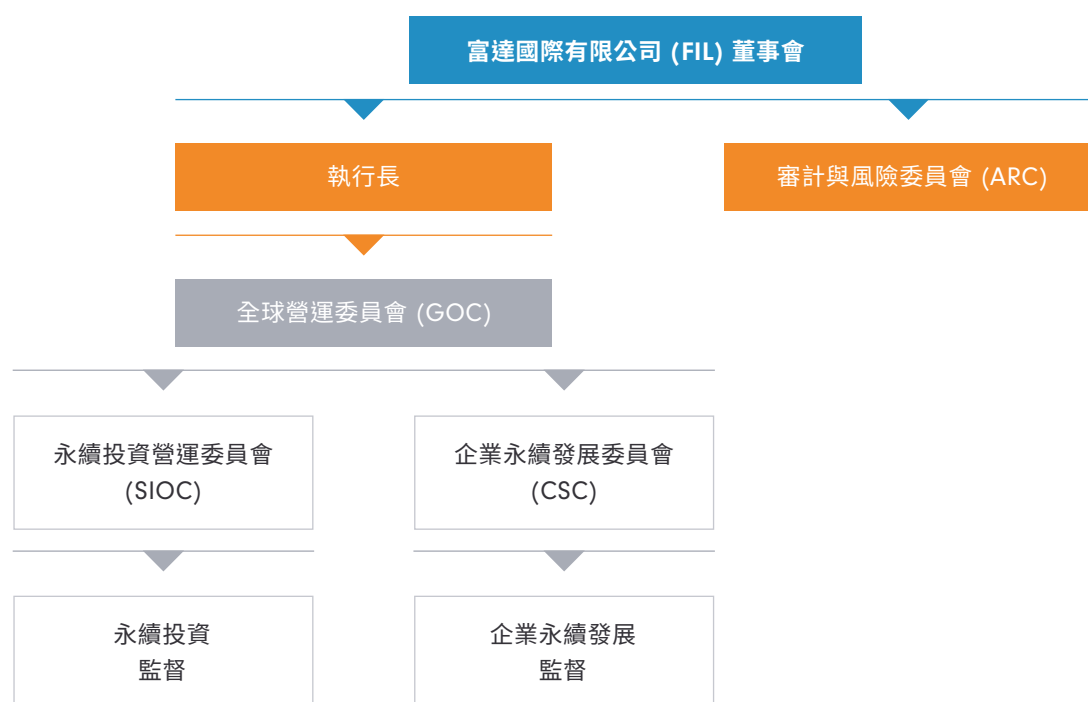 富達國際有限公司 (FIL) 董事會
執行長
審計與風險委員會 (ARC)
全球營運委員會 (GOC)
永續投資營運委員會
(SIOC)
企業永續發展委員會
(CSC)
永續投資
監督
企業永續發展
監督